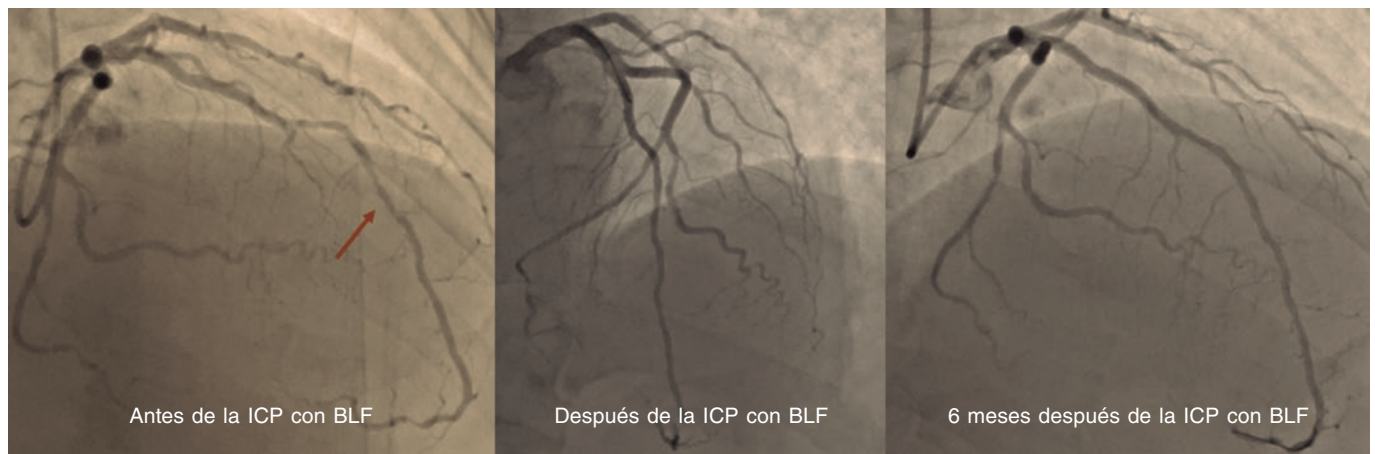 Antes de la ICP con BLF
Después de la ICP con BLF
6 meses después de la ICP con BLF